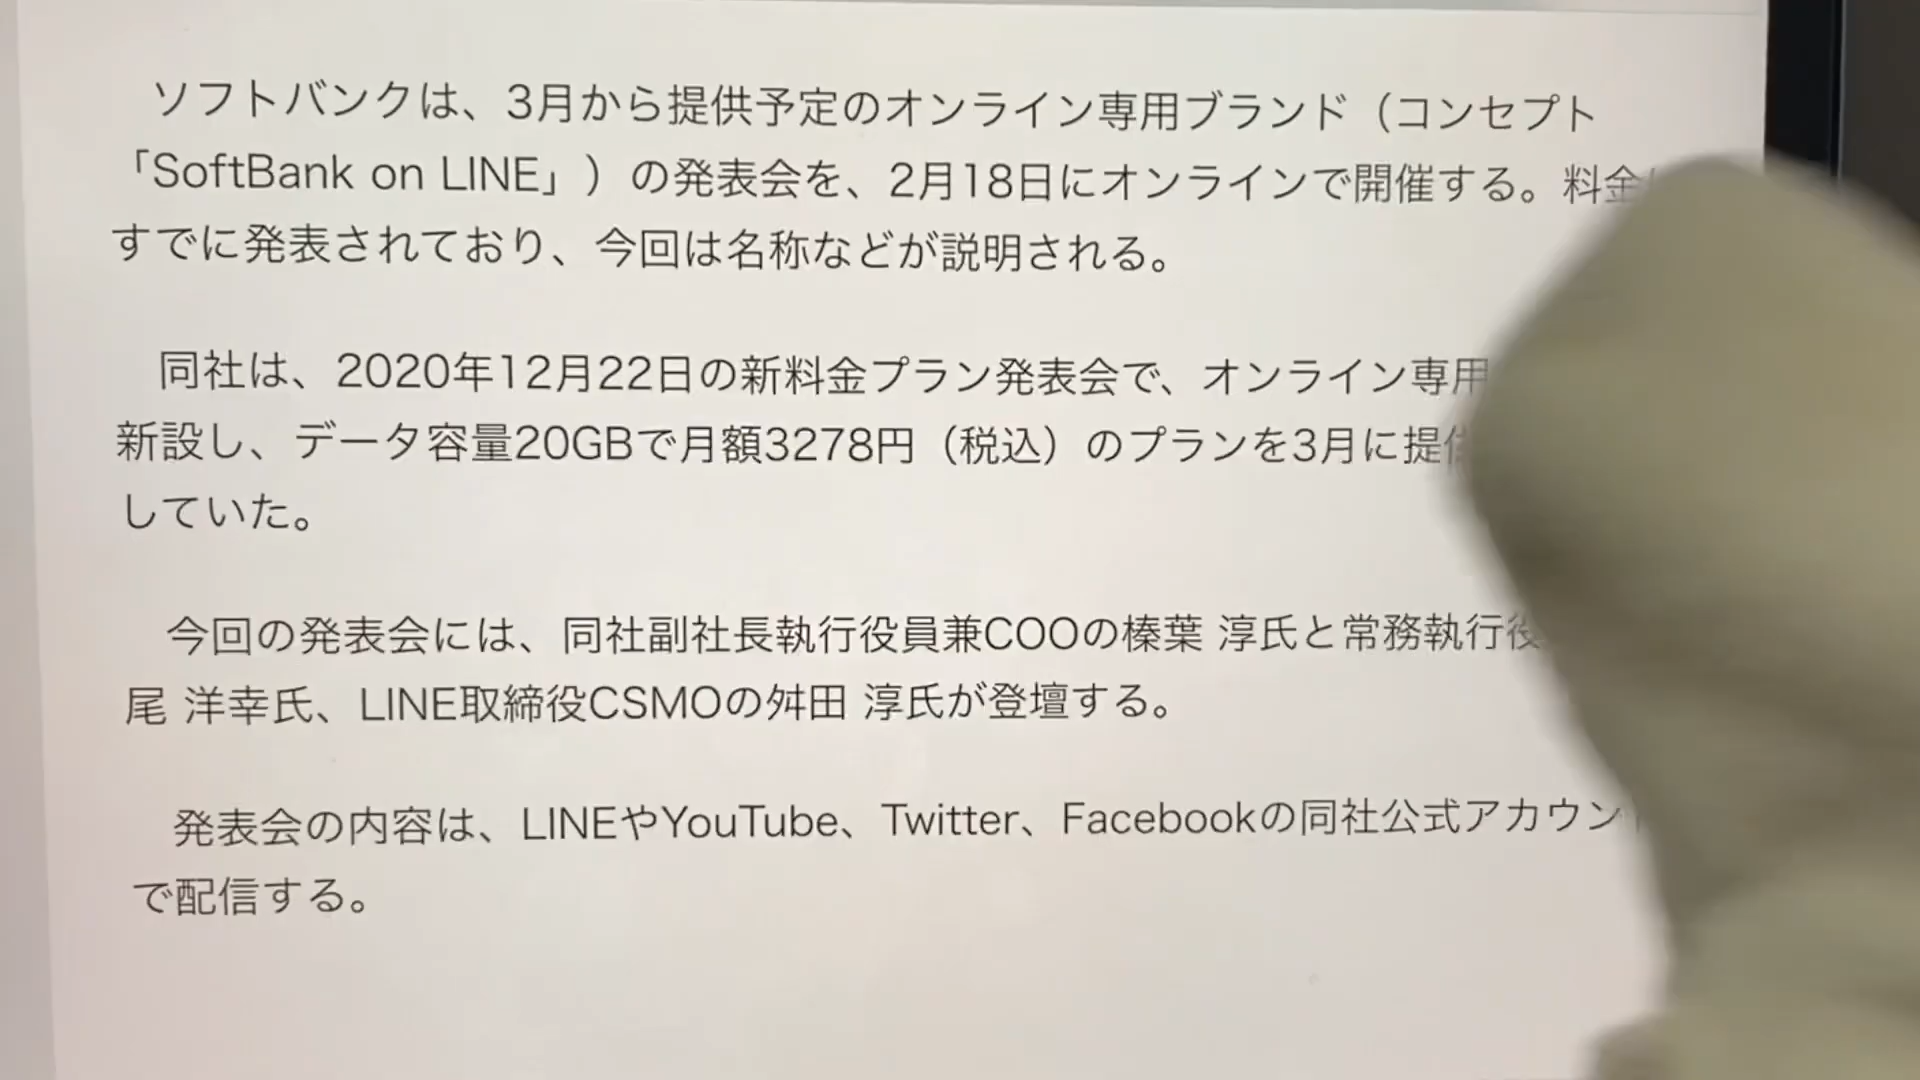 ソフトバンクは、3月から提供予定のオンライン専用ブランド（コンセプト
「SoftBank on LINE」）の発表会を、2月18日にオンラインで開催する。料金
すでに発表されており、今回は名称などが説明される。
同社は、2020年12月22日の新料金プラン発表会で、オンライン専用
新設し、データ容量20GBで月額3278円（税込）のプランを3月に提
していた。
今回の発表会には、同社副社長執行役員兼COOの榛葉 淳氏と常務執行役
尾 洋幸氏、LINE取締役CSMOの舛田 淳氏が登壇する。
発表会の内容は、LINEやYouTube、Twitter、Facebookの同社公式アカウン
で配信する。